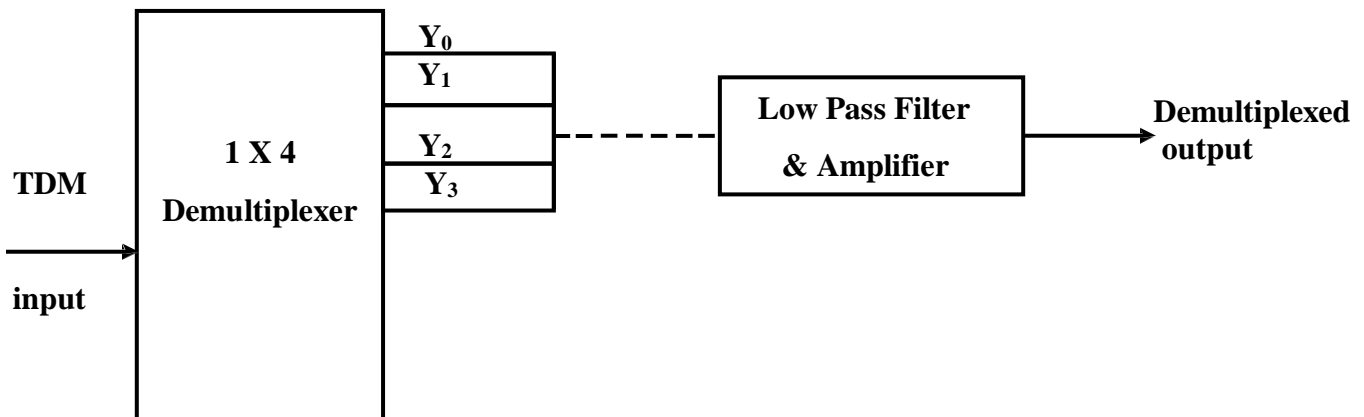 Y₀
Y₁
Y₂
Y₃
1 X 4
Demultiplexer
TDM
input
Low Pass Filter
& Amplifier
Demultiplexed
output